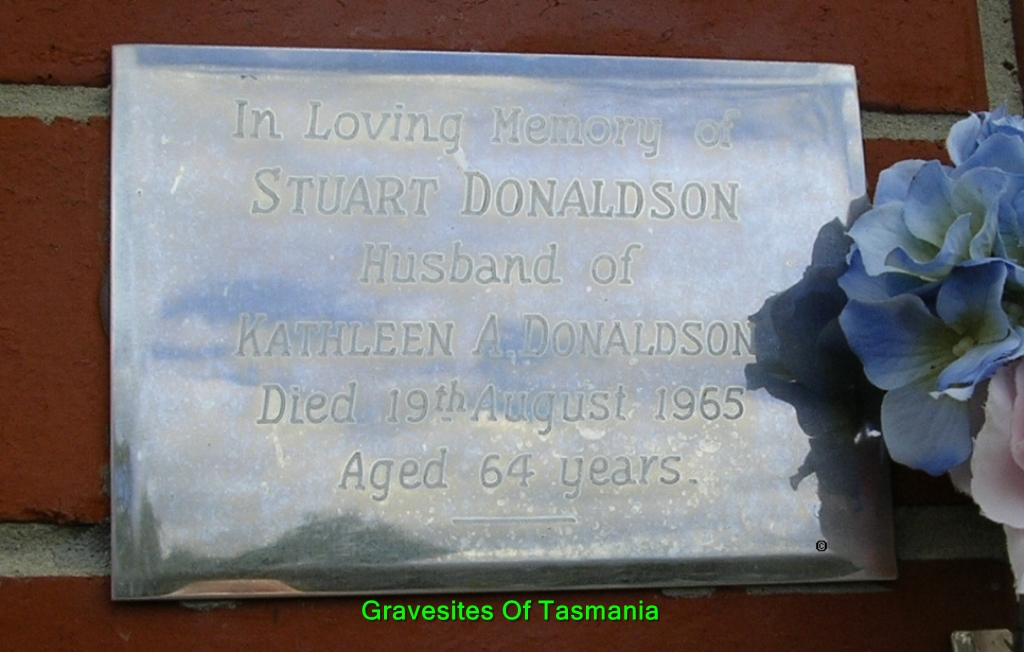 In Loving Memory of
STUART DONALDSON
Husband of
KATHLEEN A. DONALDSON
Died 19th August 1965
Aged 64 years.
©
Gravesites Of Tasmania